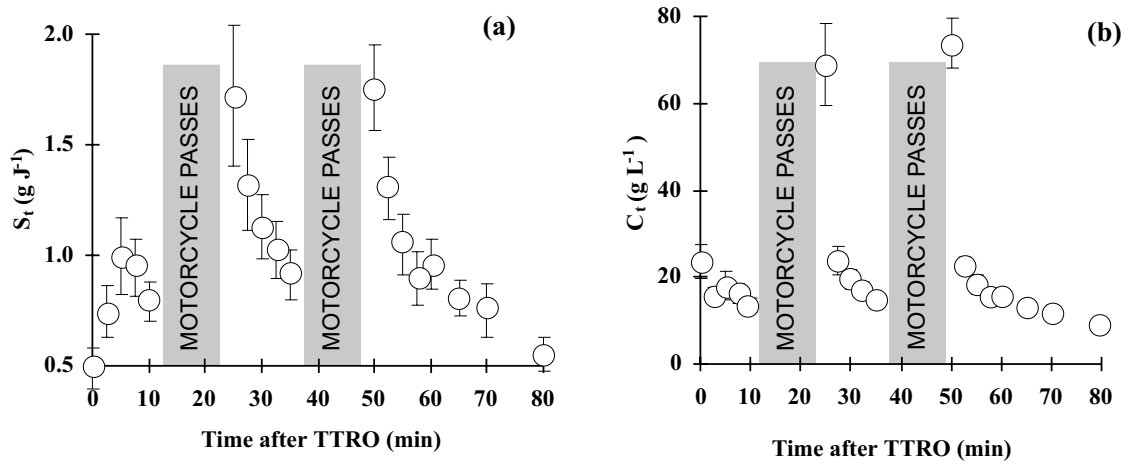 (a)
2.0
1.5
1.0
0.5
S_t (g J⁻¹)
MOTORCYCLE PASSES
MOTORCYCLE PASSES
0 10 20 30 40 50 60 70 80
Time after TTRO (min)
(b)
80
60
40
20
0
C_t (g L⁻¹)
MOTORCYCLE PASSES
MOTORCYCLE PASSES
0 10 20 30 40 50 60 70 80
Time after TTRO (min)